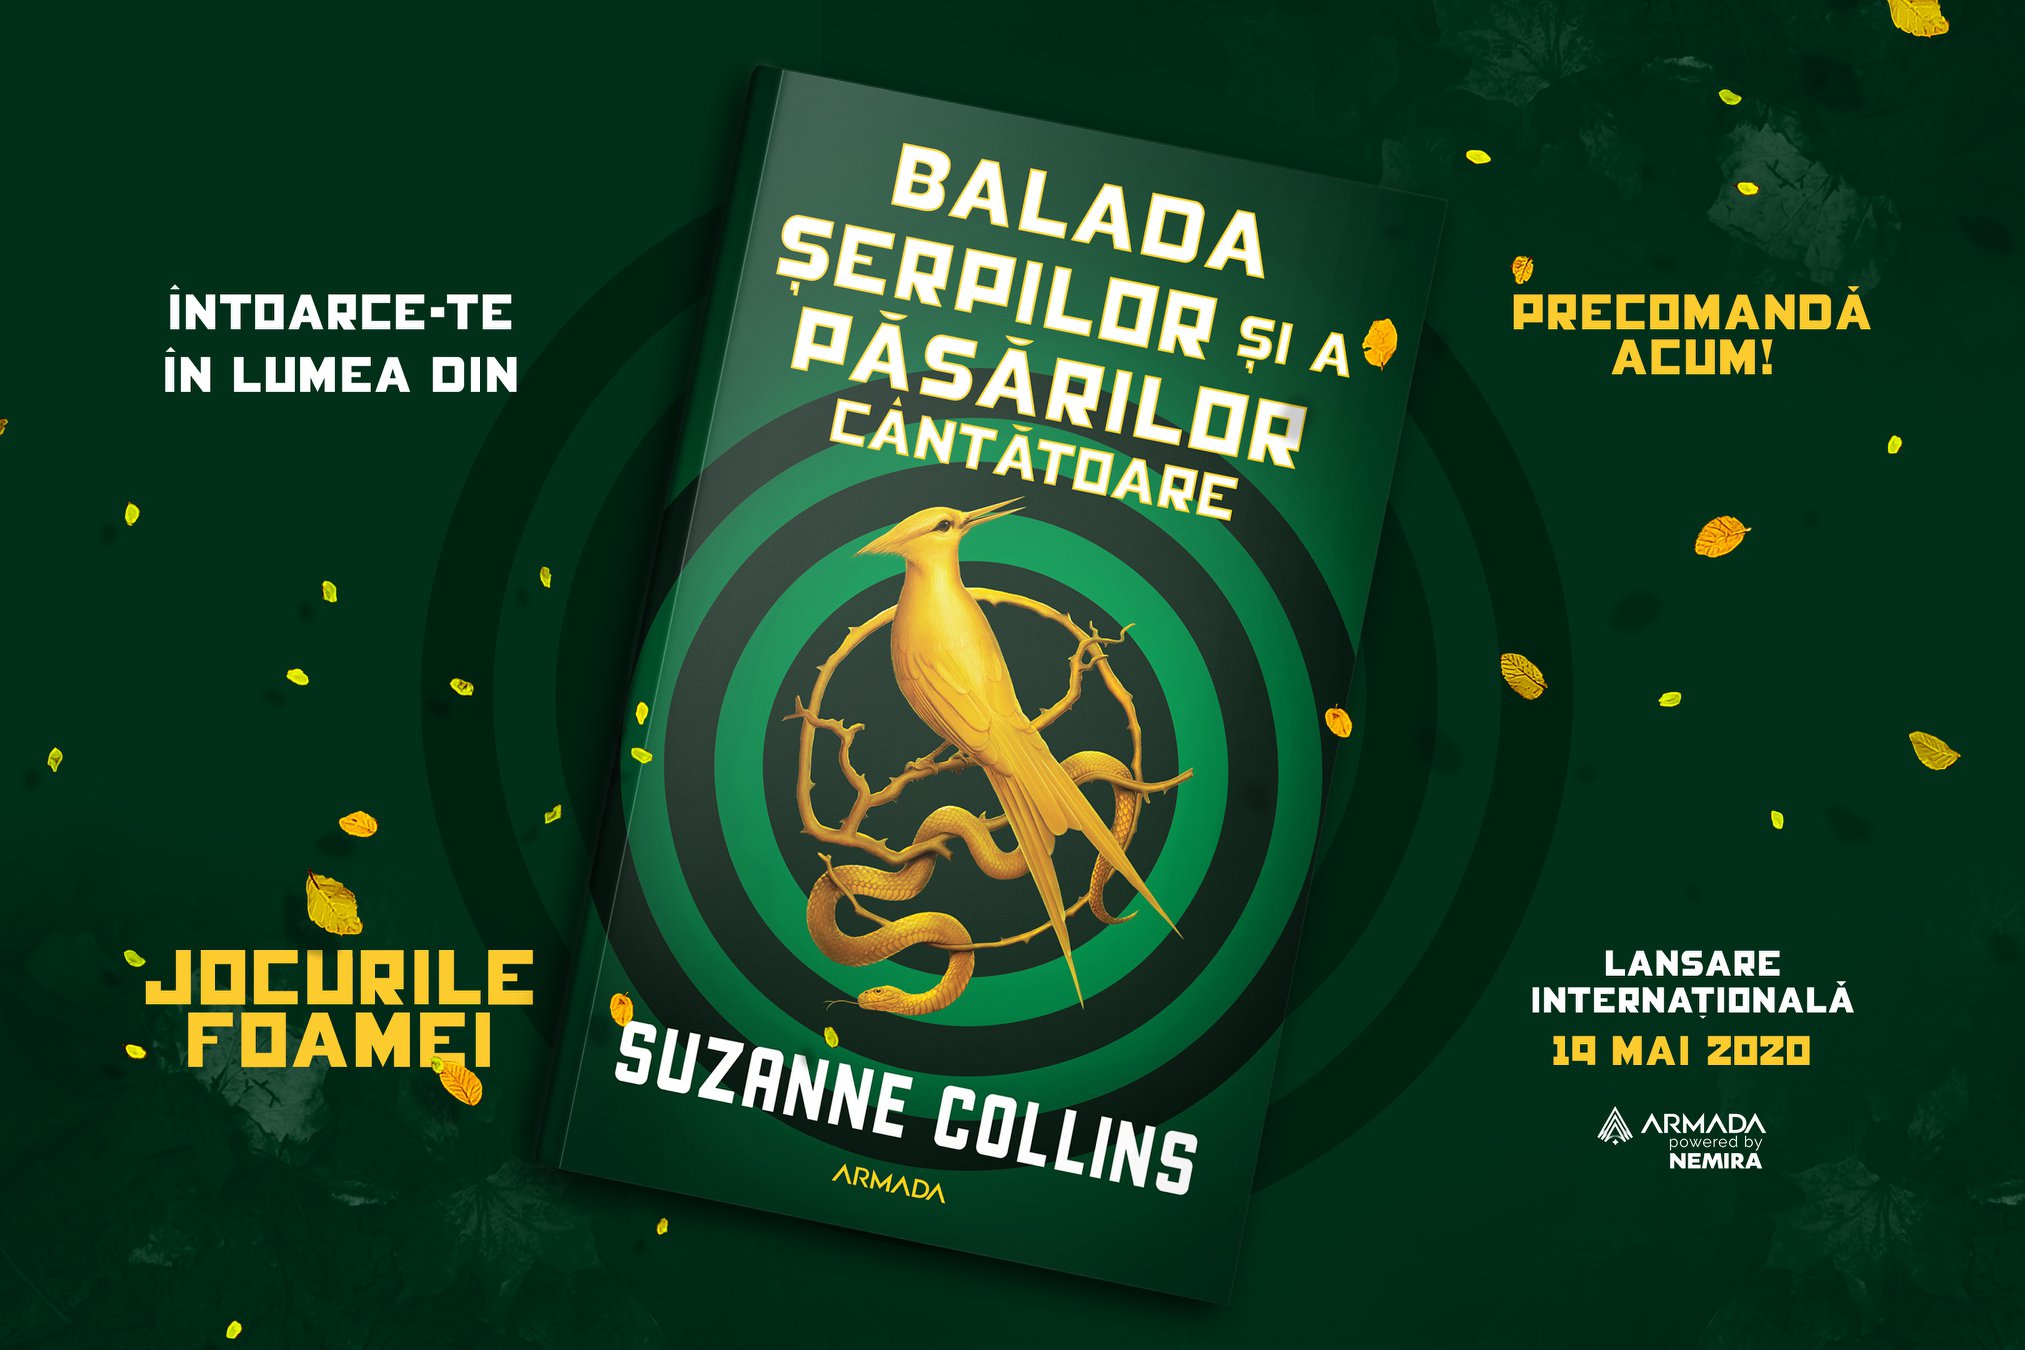 ÎNTOARCE-TE
ÎN LUMEA DIN
JOCURILE
FOAMEI
BALADA
ȘERPILOR ȘI A
PĂSĂRILOR
CÂNTĂTOARE
SUZANNE COLLINS
ARMADA
PRECOMANDĂ
ACUM!
LANSARE
INTERNAȚIONALĂ
19 MAI 2020
ARMADA
powered by
NEMIRA